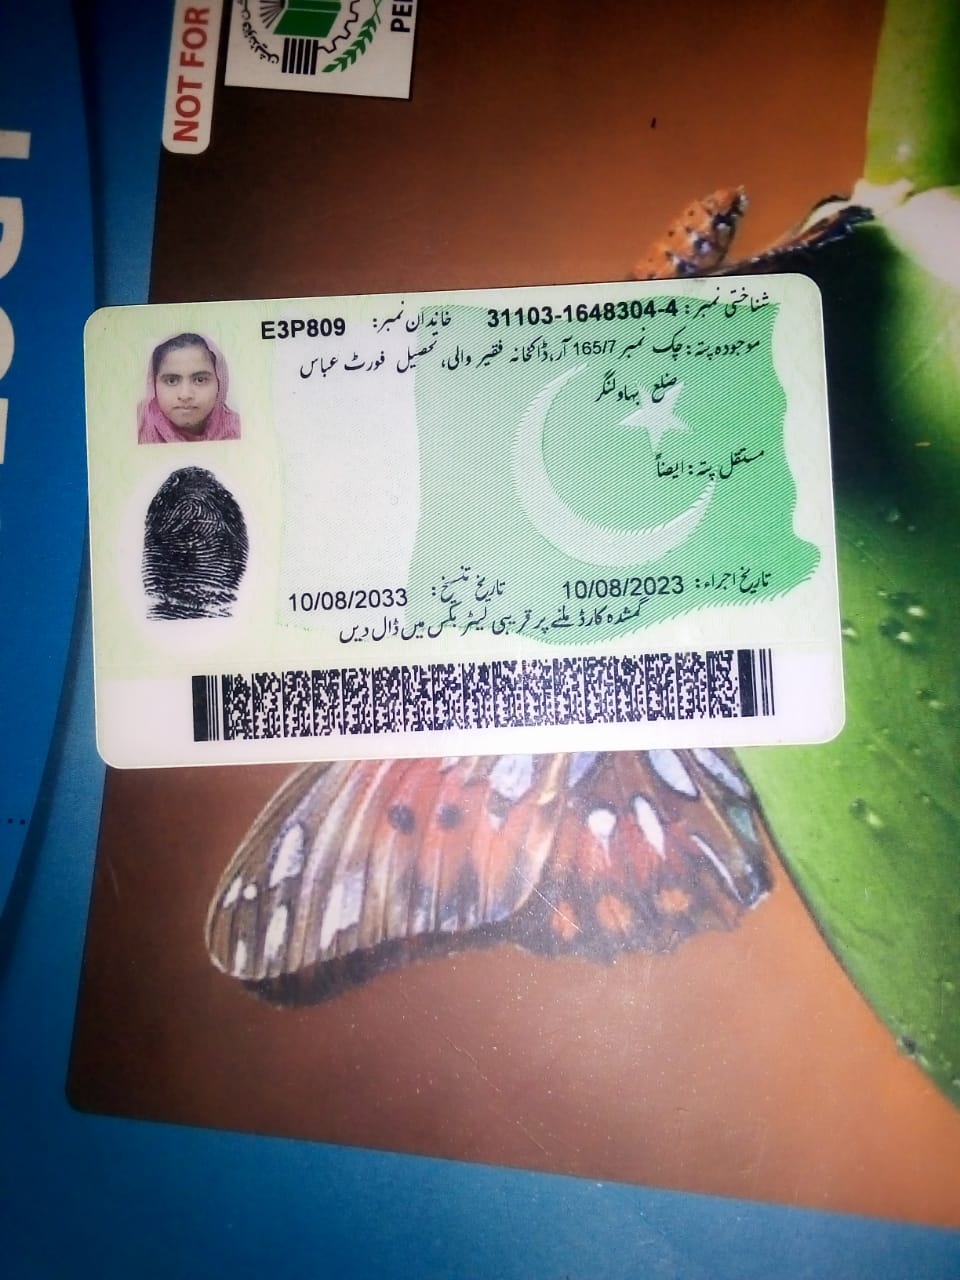 NOT FOR
شناختی نمبر: 31103-1648304-4 خاندان نمبر: E3P809
موجودہ پتہ: چک نمبر 165/7 آر، ڈاکخانہ فقیر والی، تحصیل فورٹ عباس
ضلع بہاولنگر
مستقل پتہ: ایضاً
تاریخ اجراء: 10/08/2023 تاریخ تنسیخ: 10/08/2033
گمشدہ کارڈ ملنے پر قریبی لیٹر بکس میں ڈال دیں